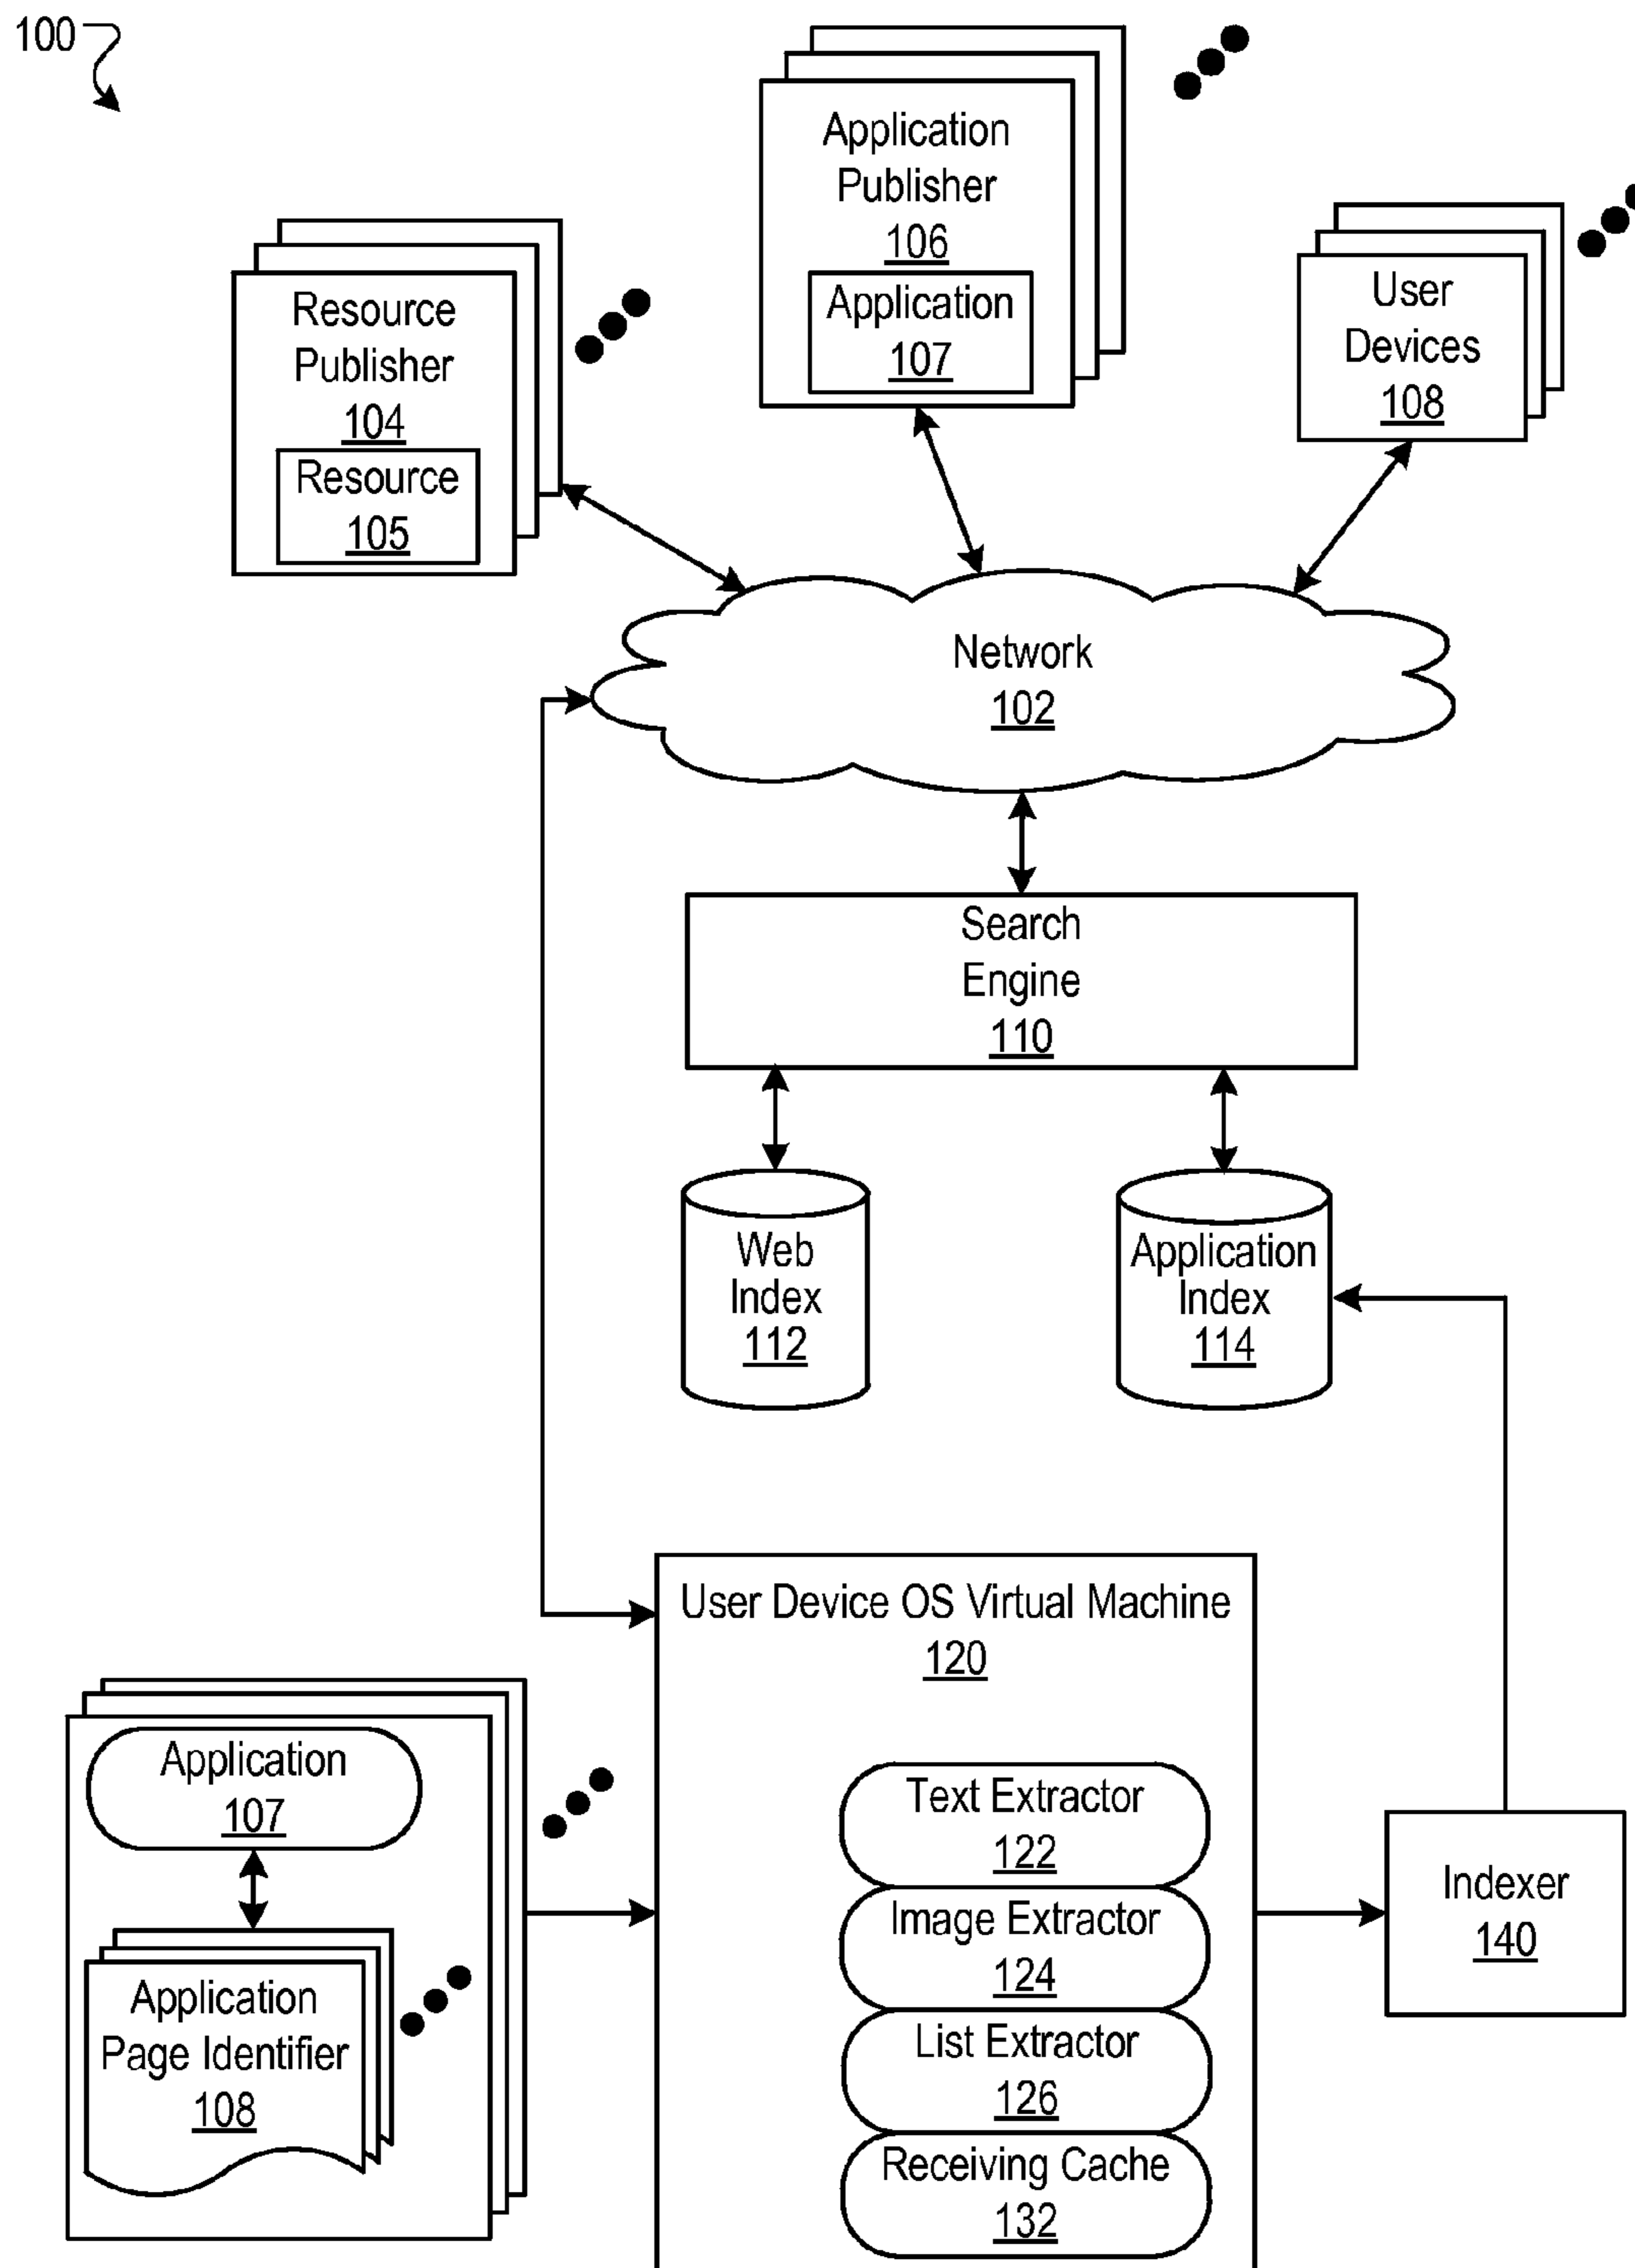 100
Application
Publisher
106
Application
107
Resource
Publisher
104
Resource
105
User
Devices
108
Network
102
Search
Engine
110
Web
Index
112
Application
Index
114
User Device OS Virtual Machine
120
Application
107
Application
Page Identifier
108
Text Extractor
122
Image Extractor
124
List Extractor
126
Receiving Cache
132
Indexer
140